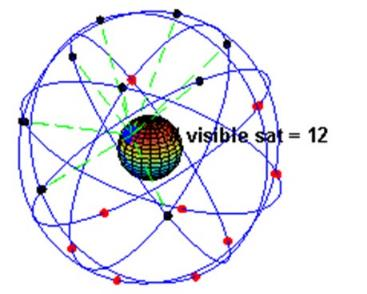 visible sat = 12